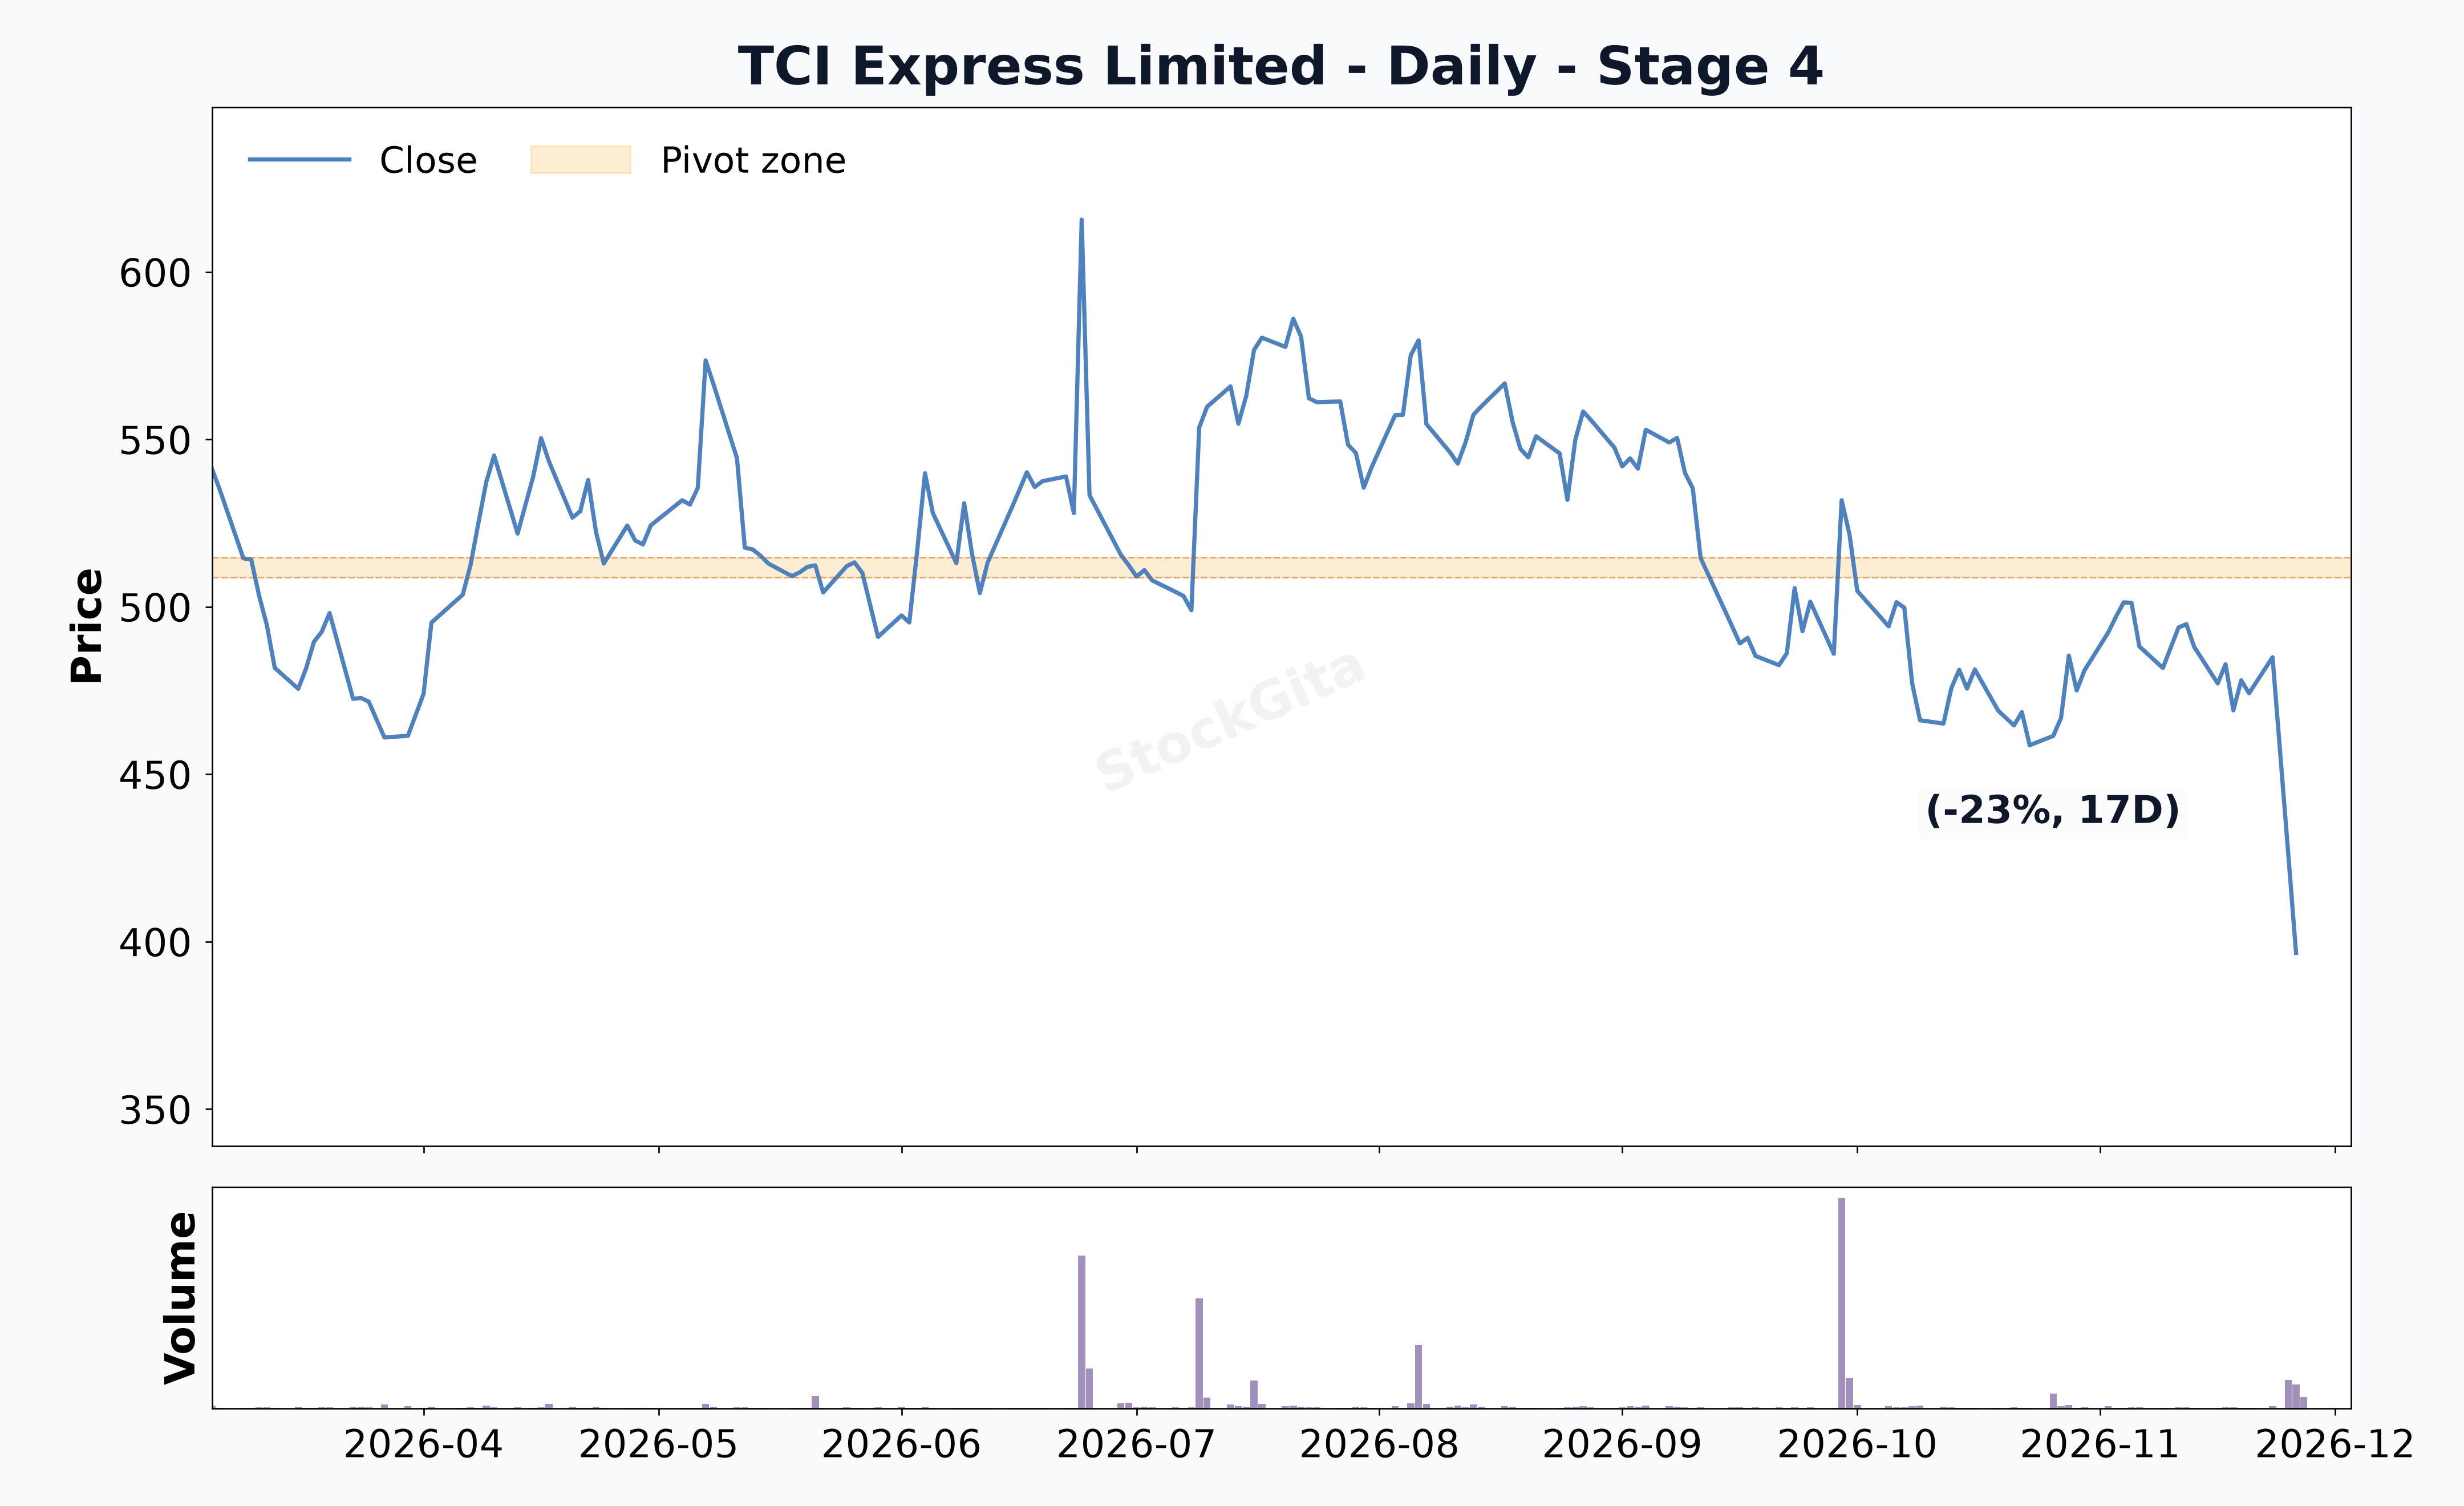 TCI Express Limited - Daily - Stage 4
Close
Pivot zone
600
550
500
450
400
350
Price
StockGita
(-23%, 17D)
Volume
2026-04
2026-05
2026-06
2026-07
2026-08
2026-09
2026-10
2026-11
2026-12